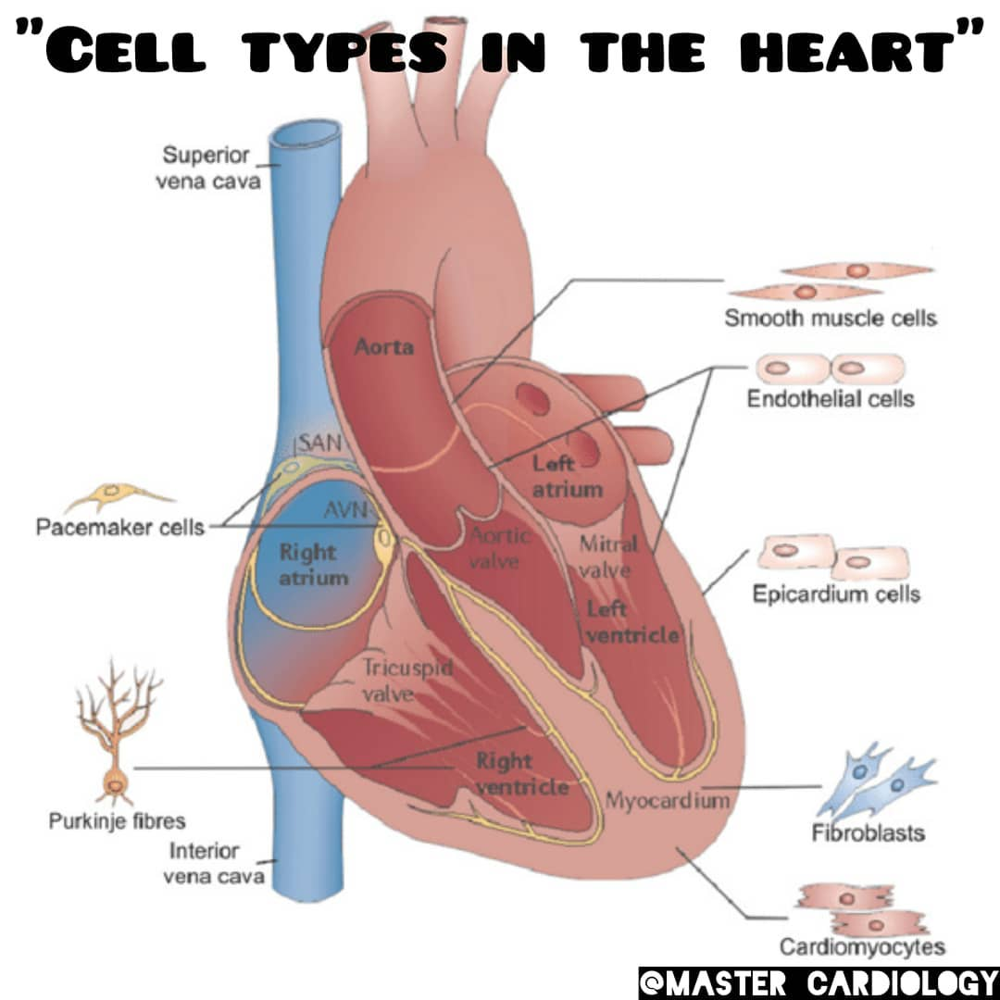 "CELL TYPES IN THE HEART"
Superior
vena cava
Smooth muscle cells
Aorta
Endothelial cells
SAN
Left
atrium
AVN
Pacemaker cells
Aortic
valve
Mitral
valve
Right
atrium
Epicardium cells
Left
ventricle
Tricuspid
valve
Right
ventricle
Myocardium
Purkinje fibres
Fibroblasts
Interior
vena cava
Cardiomyocytes
@MASTER CARDIOLOGY